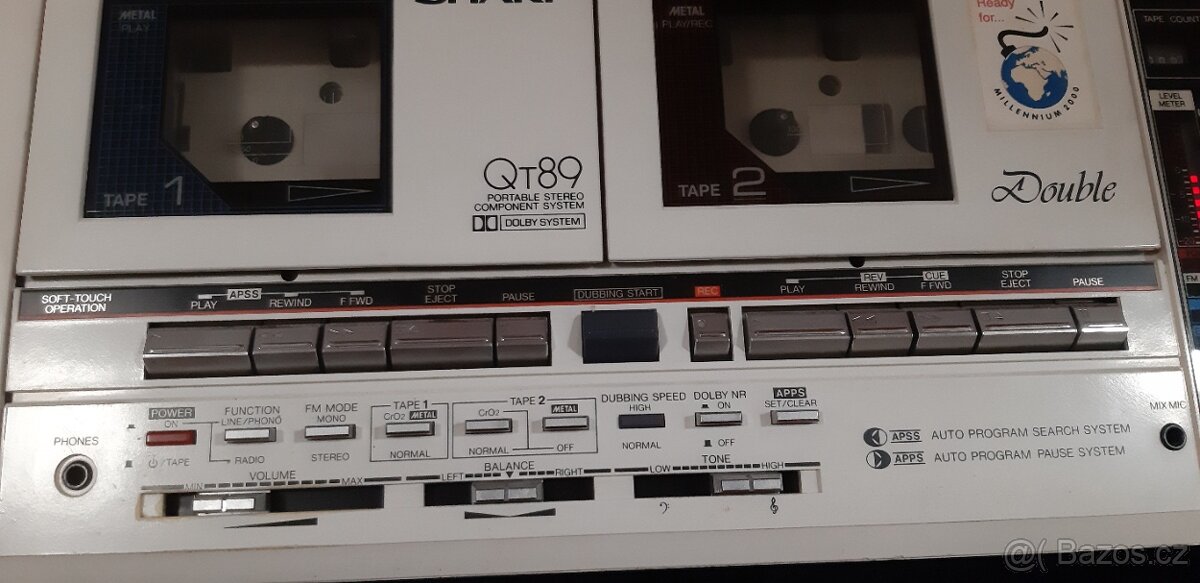 SHARP
METAL
PLAY
TAPE 1
QT89
PORTABLE STEREO
COMPONENT SYSTEM
DOLBY SYSTEM
METAL
PLAY/REC
TAPE 2
Ready
for...
MILLENNIUM 2000
Double
TAPE COUNT
LEVEL
METER
FM
SOFT-TOUCH
OPERATION
PLAY
APSS
REWIND
F FWD
STOP
EJECT
PAUSE
DUBBING START
REC
PLAY
REV
REWIND
CUE
F FWD
STOP
EJECT
PAUSE
PHONES
POWER
ON
/TAPE
FUNCTION
LINE/PHONO
RADIO
FM MODE
MONO
STEREO
TAPE 1
CrO2 METAL
NORMAL
TAPE 2
CrO2
METAL
NORMAL
OFF
DUBBING SPEED
HIGH
NORMAL
DOLBY NR
ON
OFF
APPS
SET/CLEAR
APSS AUTO PROGRAM SEARCH SYSTEM
APPS AUTO PROGRAM PAUSE SYSTEM
MIX MIC
VOLUME
MIN
MAX
BALANCE
LEFT
RIGHT
TONE
LOW
HIGH
@( Bazos.cz